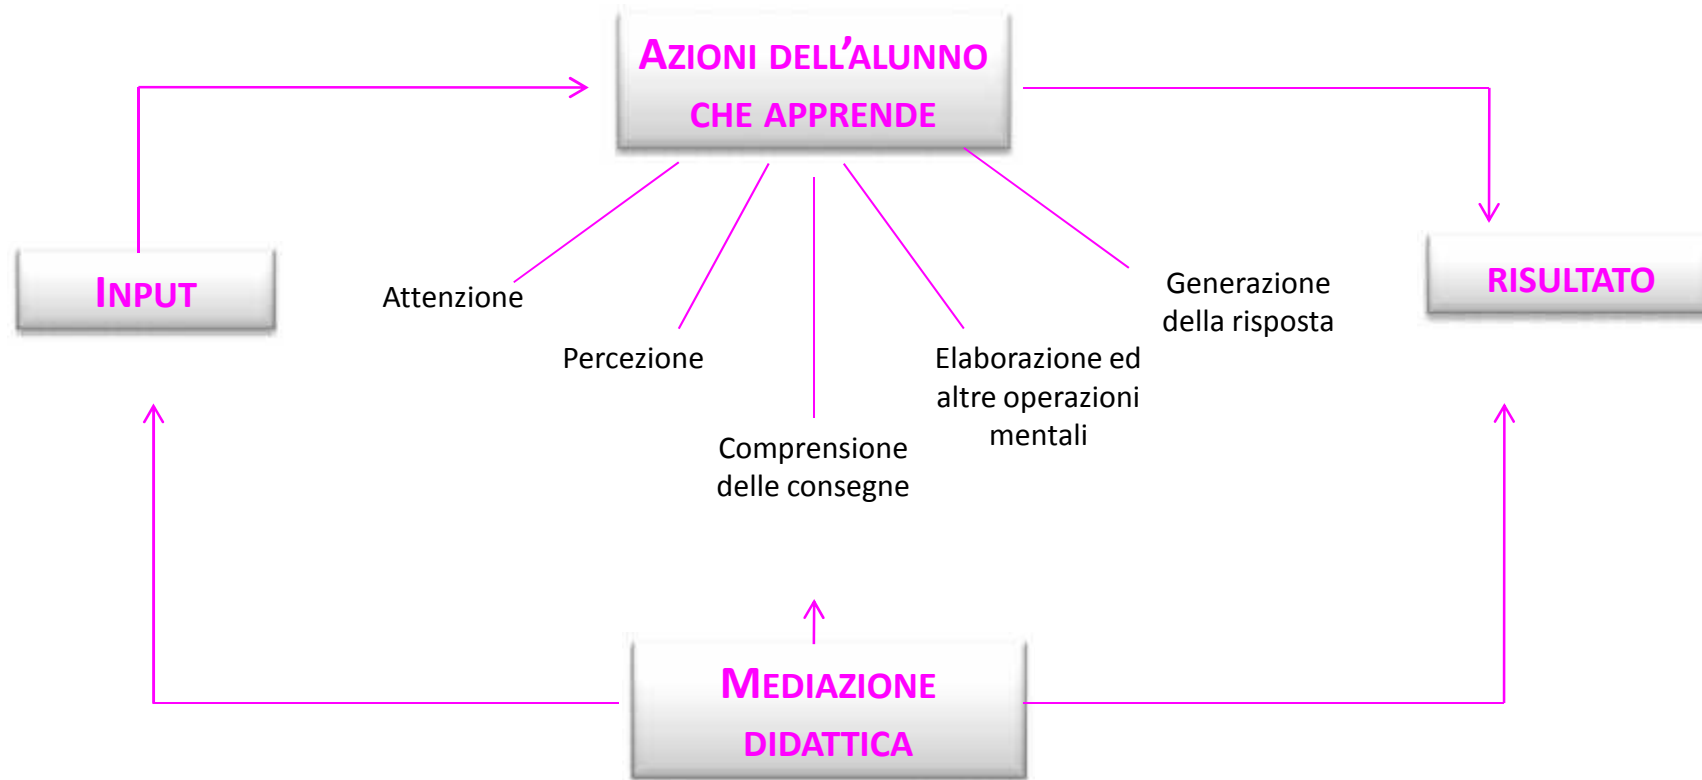 AZIONI DELL'ALUNNO
CHE APPRENDE
INPUT
RISULTATO
Attenzione
Percezione
Comprensione
delle consegne
Elaborazione ed
altre operazioni
mentali
Generazione
della risposta
MEDIAZIONE
DIDATTICA